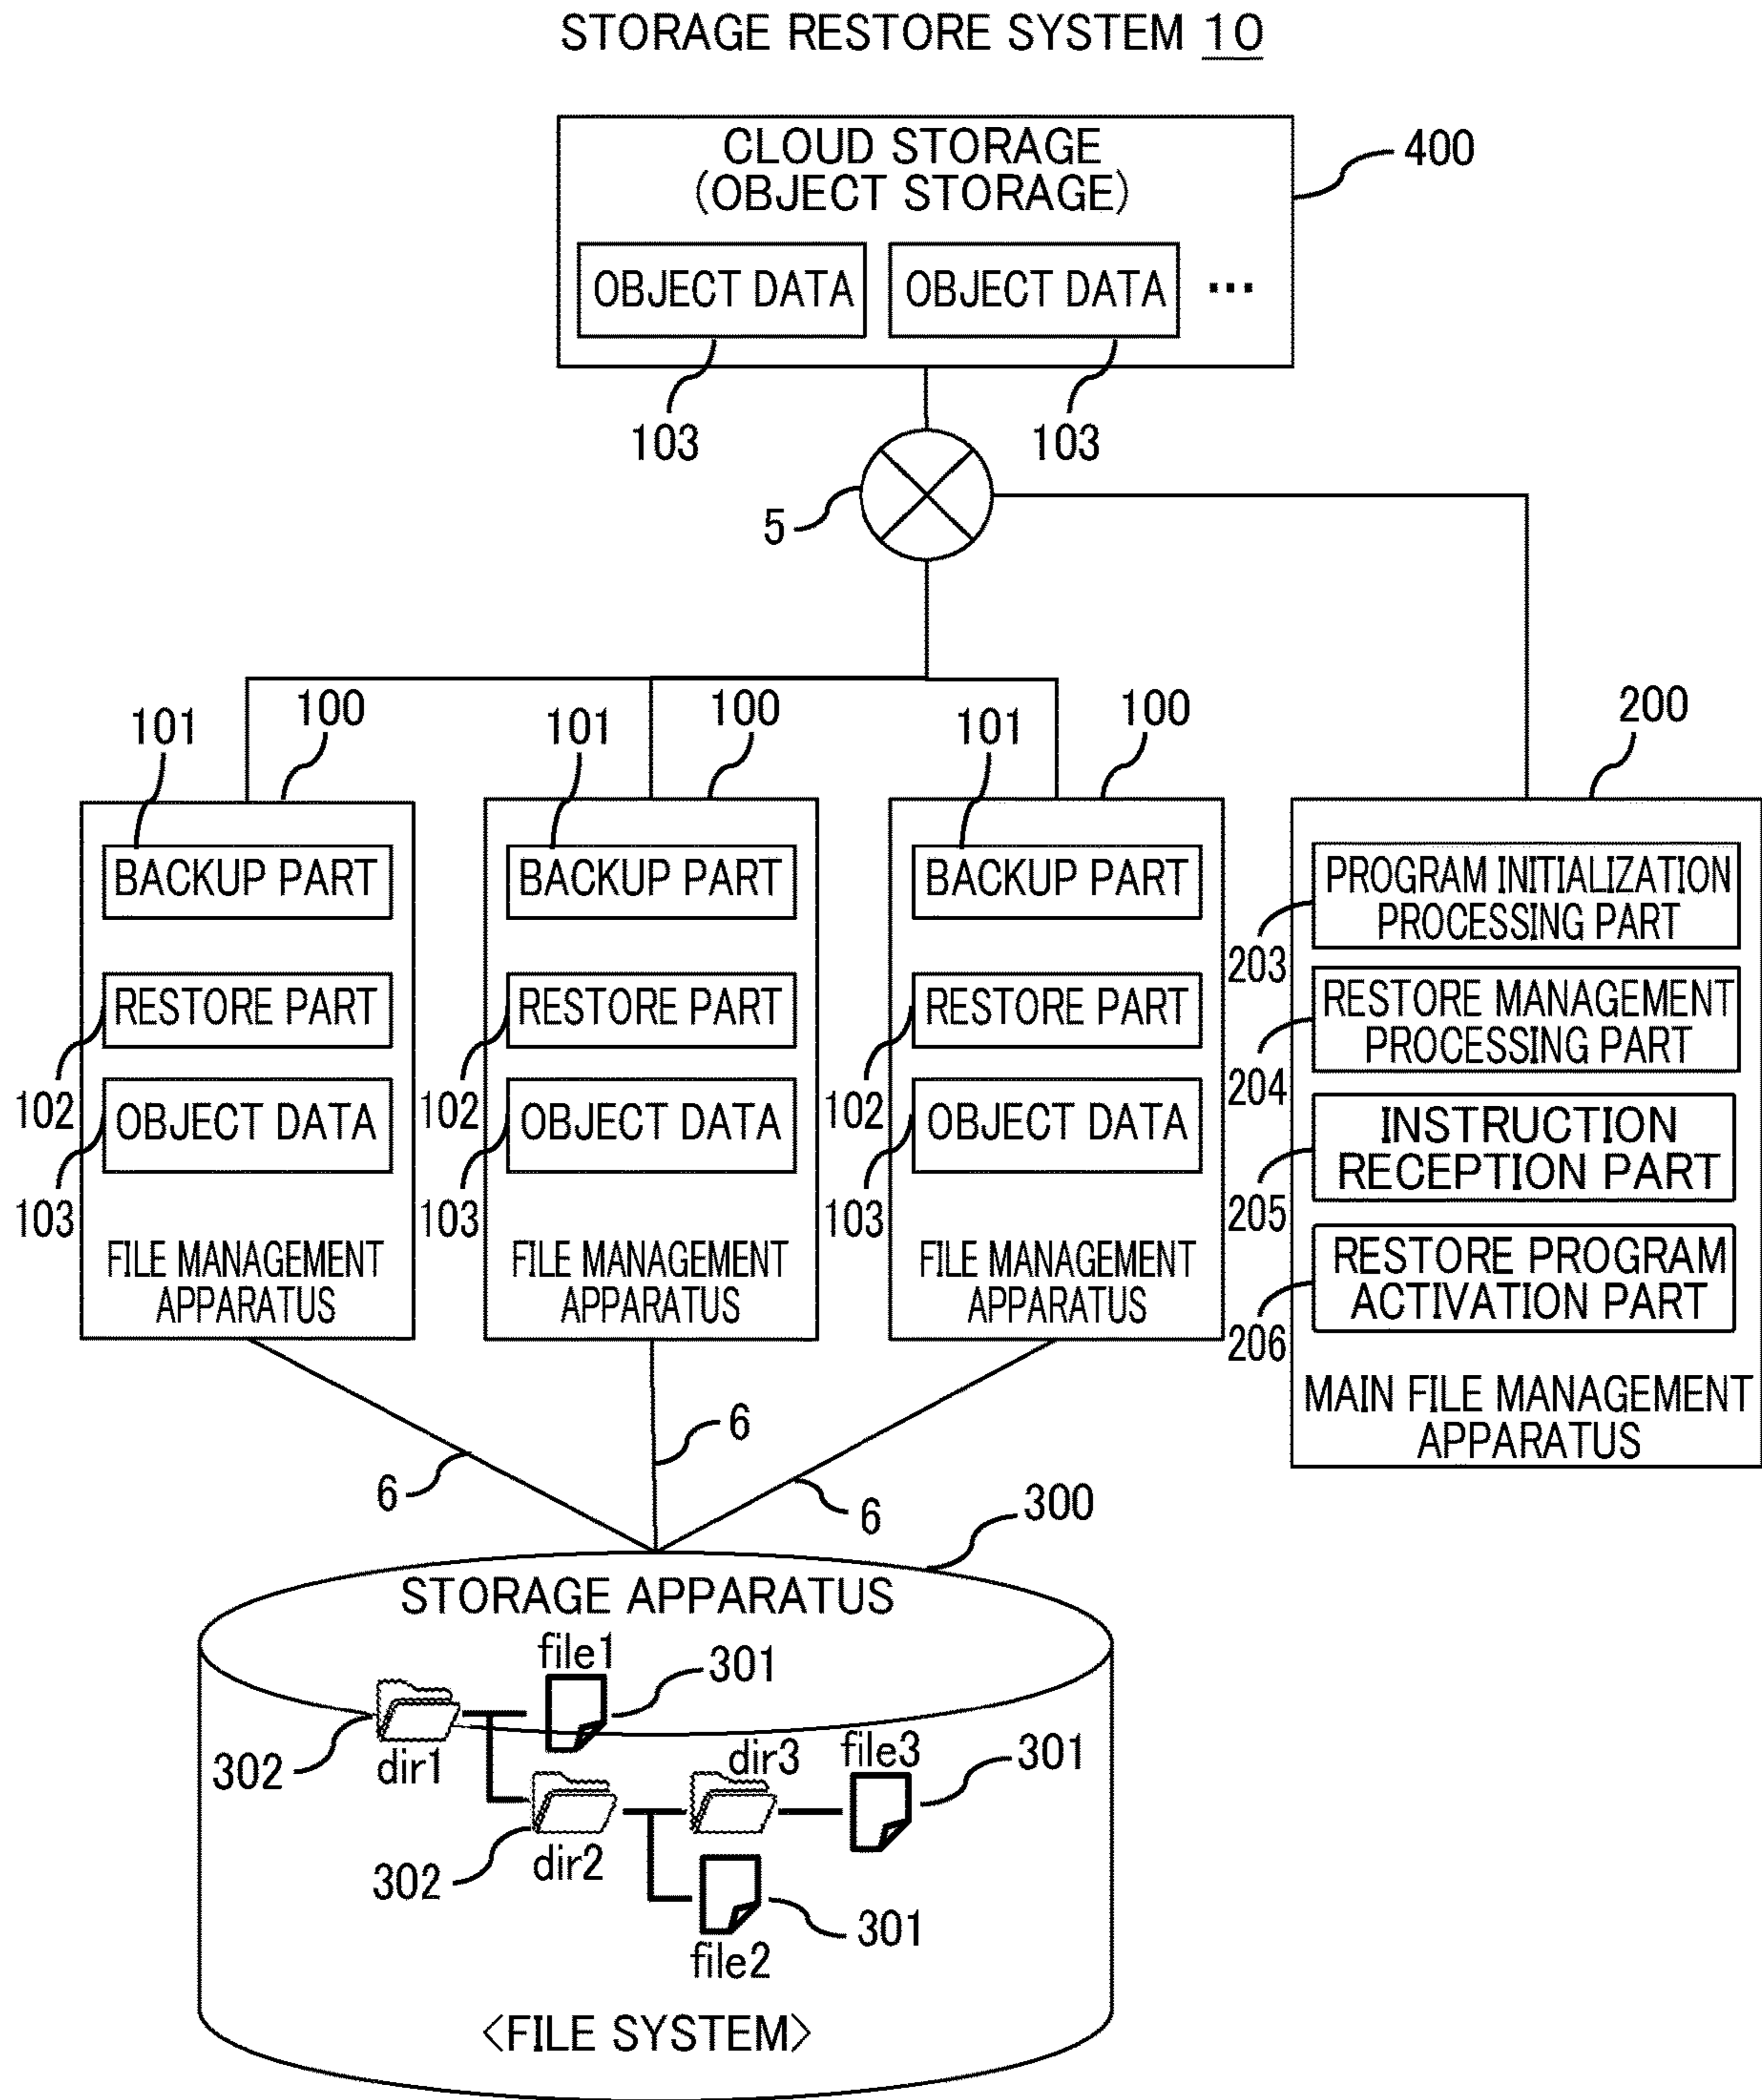 STORAGE RESTORE SYSTEM 10
CLOUD STORAGE
(OBJECT STORAGE)
400
OBJECT DATA
OBJECT DATA
...
103
103
5
101
100
101
100
101
100
200
BACKUP PART
RESTORE PART
OBJECT DATA
102
103
FILE MANAGEMENT
APPARATUS
BACKUP PART
RESTORE PART
OBJECT DATA
102
103
FILE MANAGEMENT
APPARATUS
BACKUP PART
RESTORE PART
OBJECT DATA
102
103
FILE MANAGEMENT
APPARATUS
PROGRAM INITIALIZATION
PROCESSING PART
203
RESTORE MANAGEMENT
PROCESSING PART
204
INSTRUCTION
RECEPTION PART
205
RESTORE PROGRAM
ACTIVATION PART
206
MAIN FILE MANAGEMENT
APPARATUS
6
6
6
300
STORAGE APPARATUS
file1
301
302
dir1
dir3
file3
301
302
dir2
301
file2
<FILE SYSTEM>